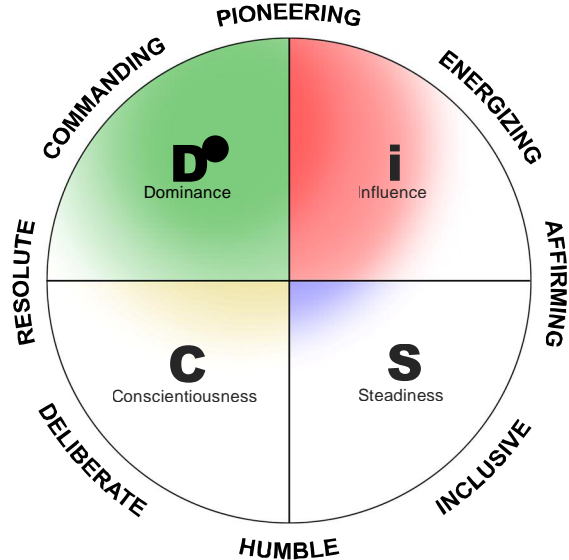 PIONEERING
COMMANDING
ENERGIZING
D
Dominance
i
Influence
RESOLUTE
AFFIRMING
C
Conscientiousness
S
Steadiness
DELIBERATE
INCLUSIVE
HUMBLE